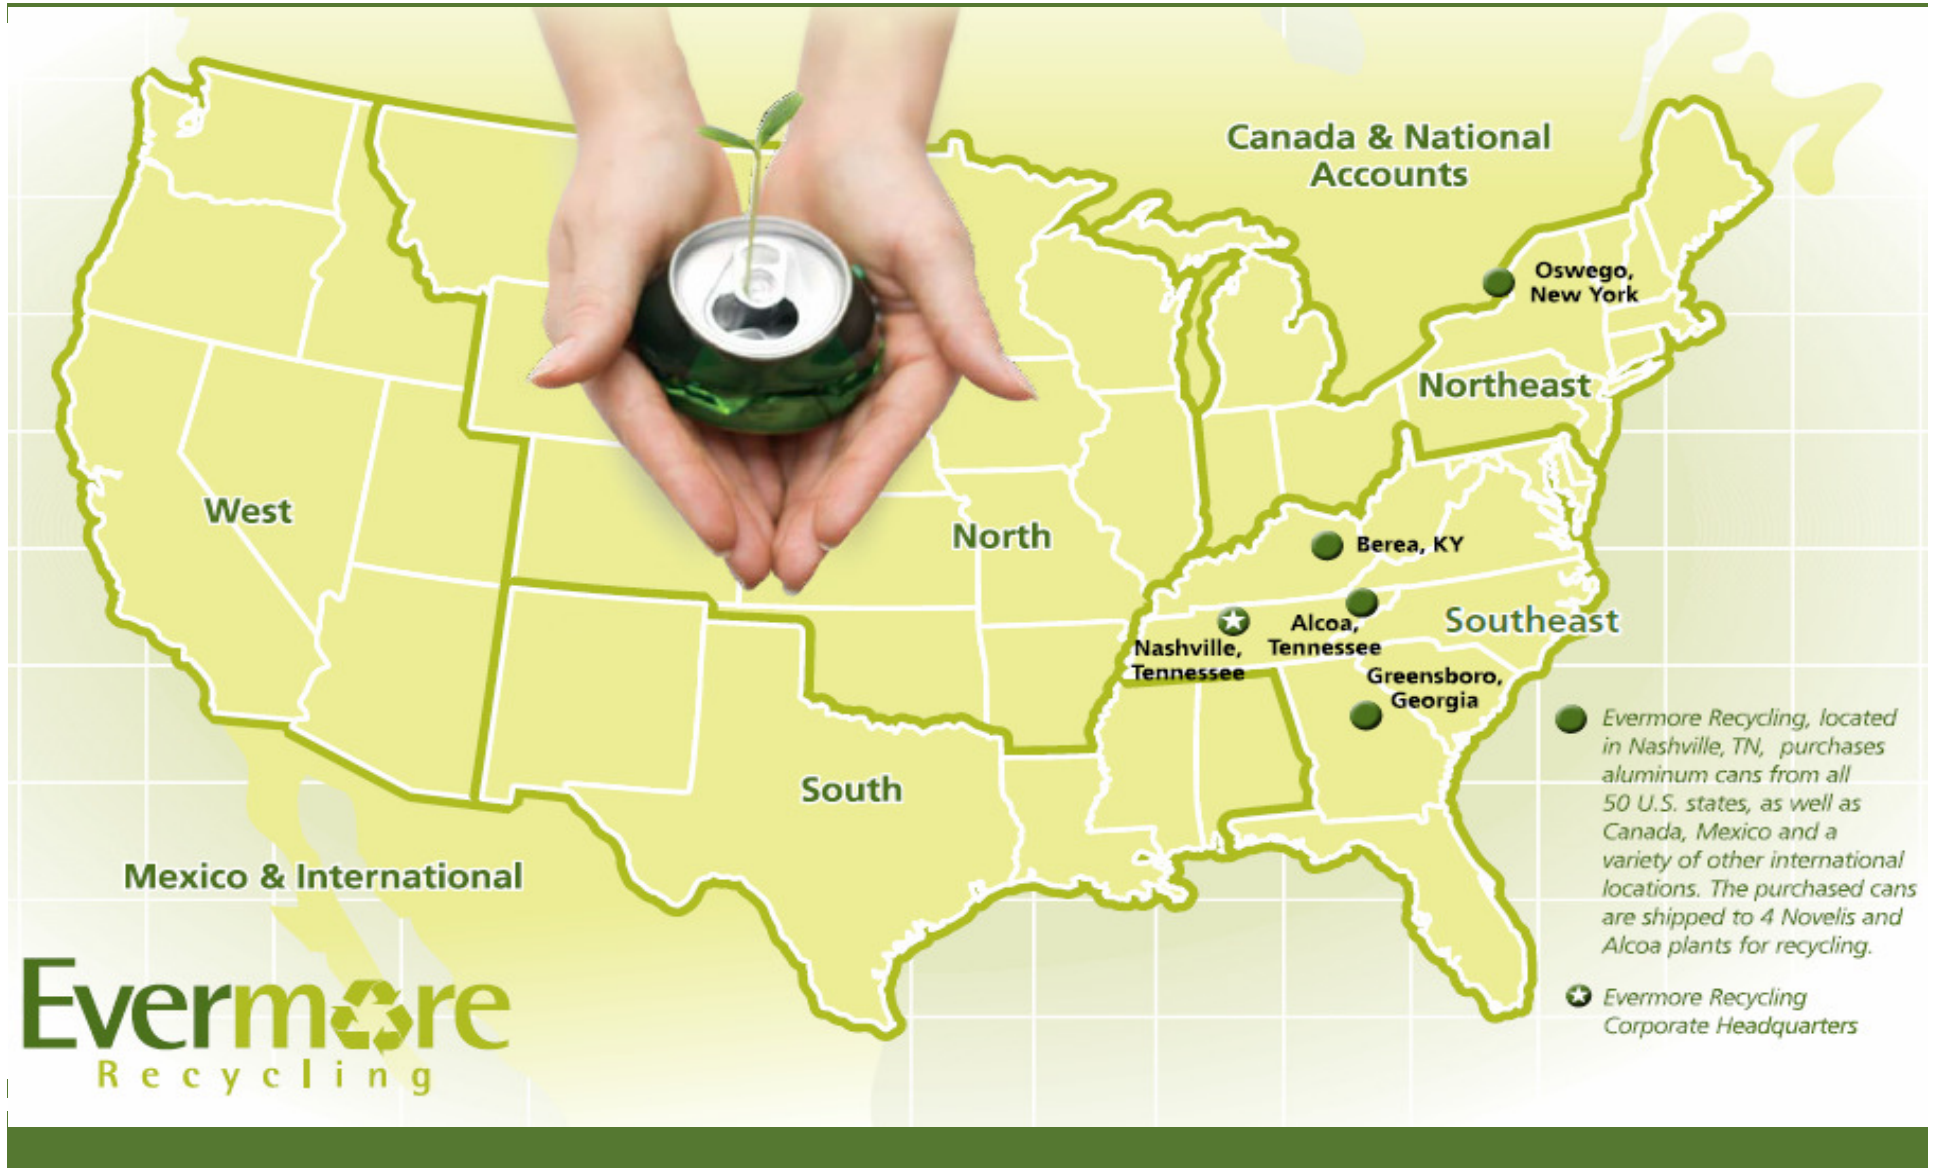 Canada & National
Accounts
Oswego,
New York
Northeast
West
North
Berea, KY
Southeast
Alcoa,
Tennessee
Nashville,
Tennessee
Greensboro,
Georgia
South
Mexico & International
Evermore Recycling, located
in Nashville, TN, purchases
aluminum cans from all
50 U.S. states, as well as
Canada, Mexico and a
variety of other international
locations. The purchased cans
are shipped to 4 Novelis and
Alcoa plants for recycling.
Evermore Recycling
Corporate Headquarters
Evermore
Recycling